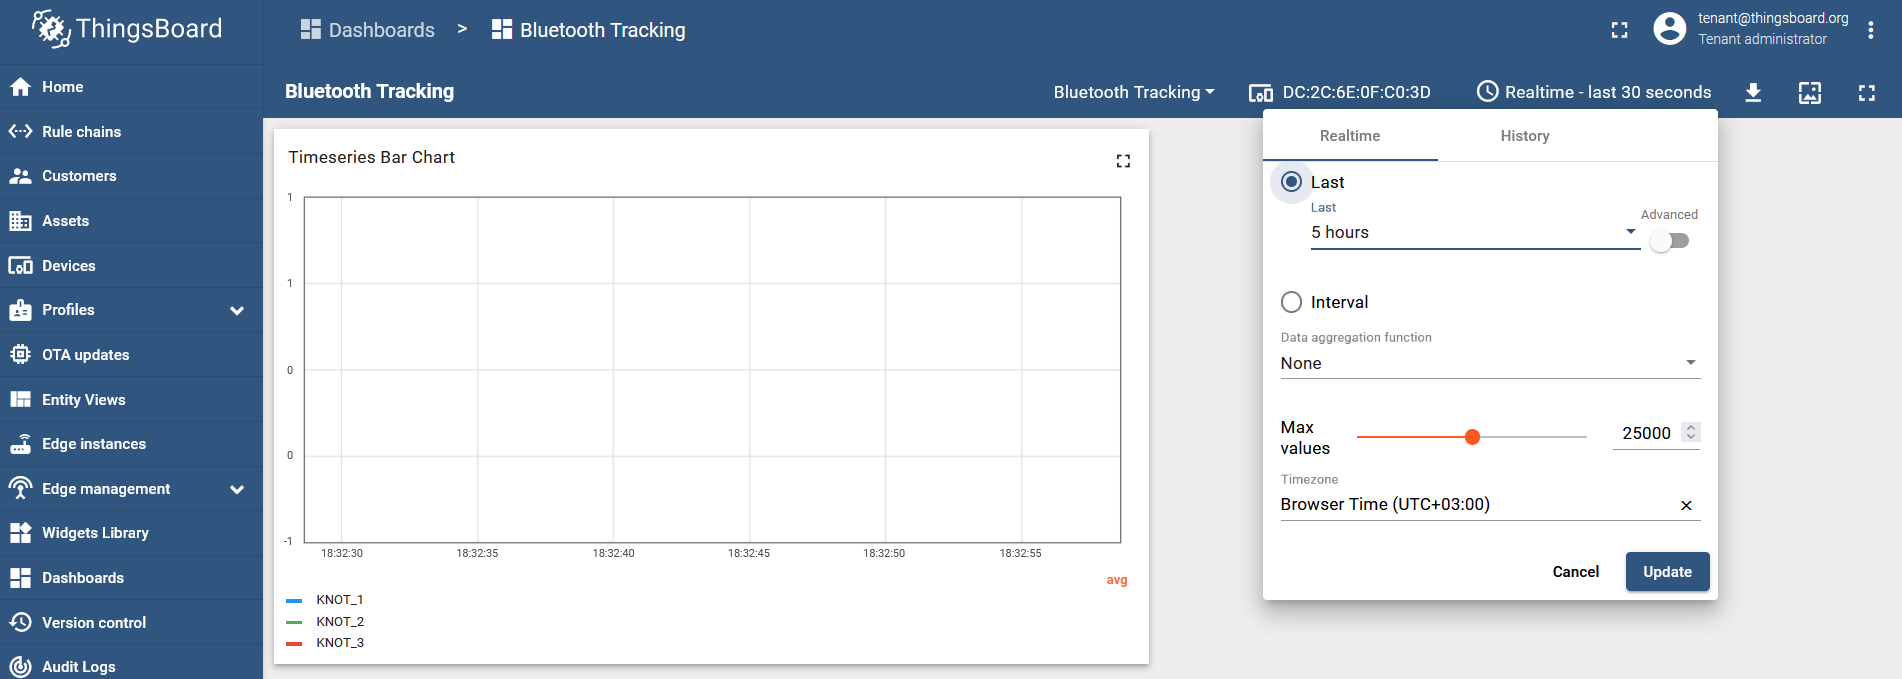 ThingsBoard
Dashboards > Bluetooth Tracking
tenant@thingsboard.org
Tenant administrator
Bluetooth Tracking
Bluetooth Tracking
DC:2C:6E:0F:C0:3D
Realtime - last 30 seconds
Home
Rule chains
Customers
Assets
Devices
Profiles
OTA updates
Entity Views
Edge instances
Edge management
Widgets Library
Dashboards
Version control
Audit Logs
Timeseries Bar Chart
1
1
0
0
-1
18:32:30 18:32:35 18:32:40 18:32:45 18:32:50 18:32:55
avg
KNOT_1
KNOT_2
KNOT_3
Realtime History
Last
Last
5 hours
Advanced
Interval
Data aggregation function
None
Max
values
25000
Timezone
Browser Time (UTC+03:00)
Cancel Update